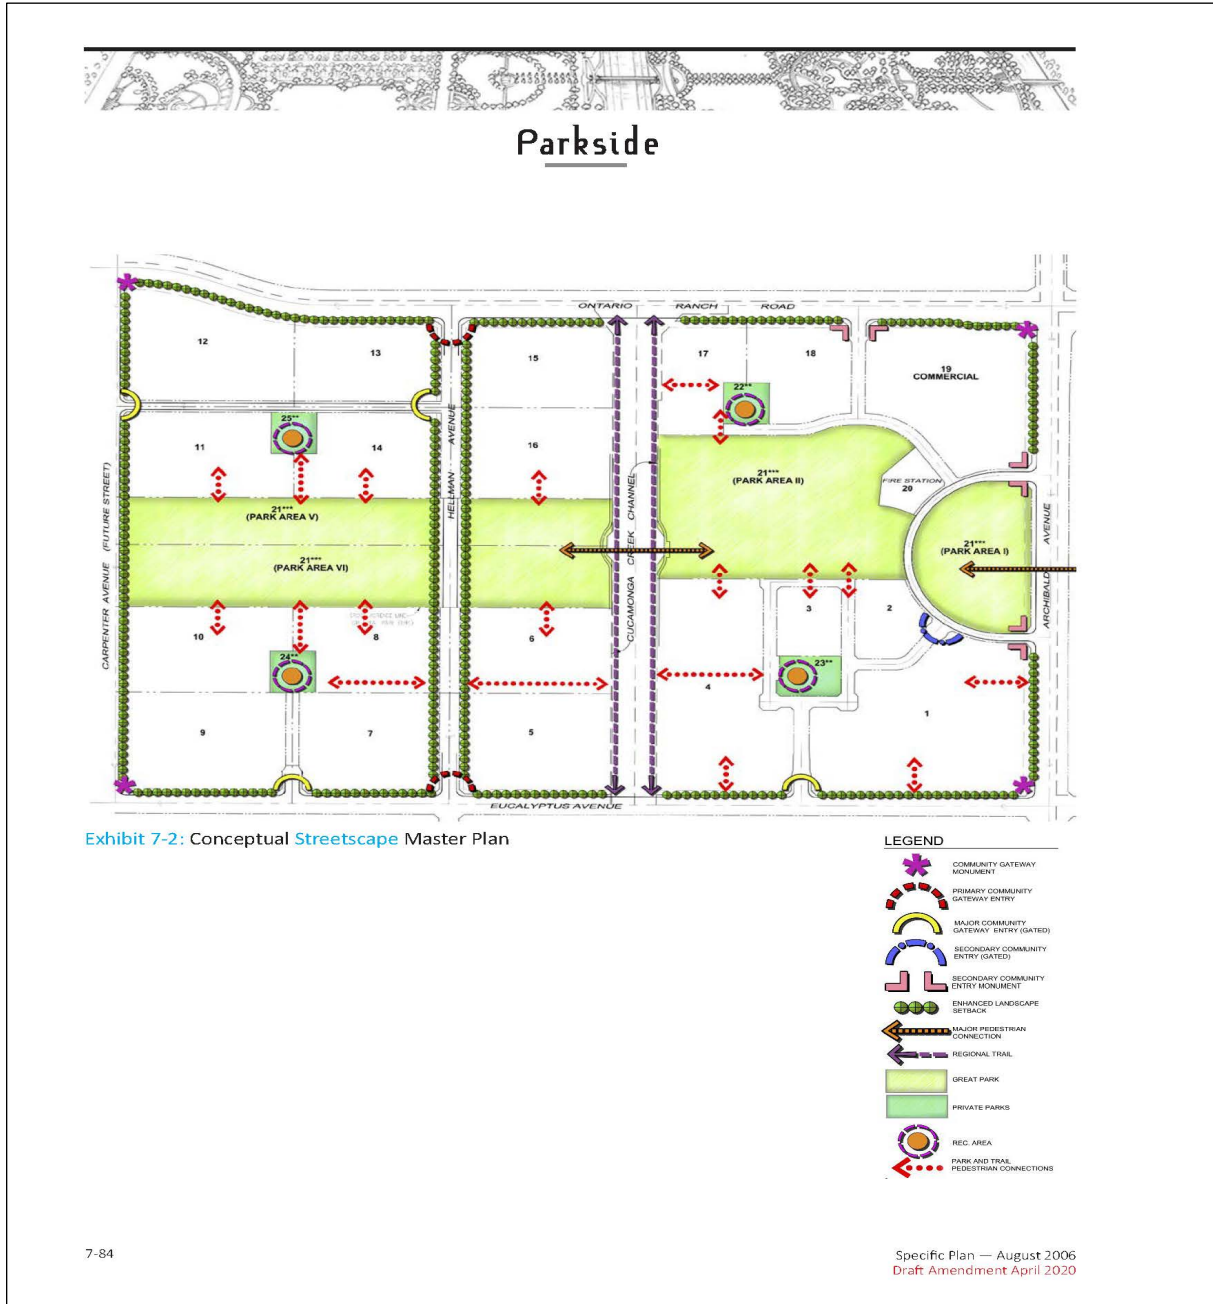 Parkside
ONTARIO RANCH ROAD
12
13
15
17
18
19
COMMERCIAL
22**
25**
11
14
16
HELLMAN AVENUE
CARPENTER AVENUE (FUTURE STREET)
CUCAMONGA CREEK CHANNEL
ARCHIBALD AVENUE
21***
(PARK AREA II)
FIRE STATION
20
21***
(PARK AREA V)
21***
(PARK AREA VI)
21***
(PARK AREA I)
10
8
6
3
2
24**
23**
4
9
7
5
1
EUCALYPTUS AVENUE
Exhibit 7-2: Conceptual Streetscape Master Plan
LEGEND
COMMUNITY GATEWAY
MONUMENT
PRIMARY COMMUNITY
GATEWAY ENTRY
MAJOR COMMUNITY
GATEWAY ENTRY (GATED)
SECONDARY COMMUNITY
ENTRY (GATED)
SECONDARY COMMUNITY
ENTRY MONUMENT
ENHANCED LANDSCAPE
SETBACK
MAJOR PEDESTRIAN
CONNECTION
REGIONAL TRAIL
GREAT PARK
PRIVATE PARKS
REC. AREA
PARK AND TRAIL
PEDESTRIAN CONNECTIONS
7-84
Specific Plan — August 2006
Draft Amendment April 2020